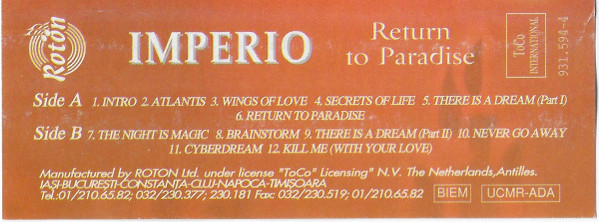 Roton
IMPERIO
Return
to Paradise
ToCo
INTERNATIONAL
931.594-4
Side A 1. INTRO 2. ATLANTIS 3. WINGS OF LOVE 4. SECRETS OF LIFE 5. THERE IS A DREAM (Part I)
6. RETURN TO PARADISE
Side B 7. THE NIGHT IS MAGIC 8. BRAINSTORM 9. THERE IS A DREAM (Part II) 10. NEVER GO AWAY
11. CYBERDREAM 12. KILL ME (WITH YOUR LOVE)
Manufactured by ROTON Ltd. under license "ToCo" Licensing" N.V. The Netherlands,Antilles.
IAŞI-BUCUREŞTI-CONSTANŢA-CLUJ-NAPOCA-TIMIŞOARA
Tel.:01/210.65.82; 032/230.377; 230.181 Fax: 032/230.519; 01/210.65.82
BIEM
UCMR-ADA